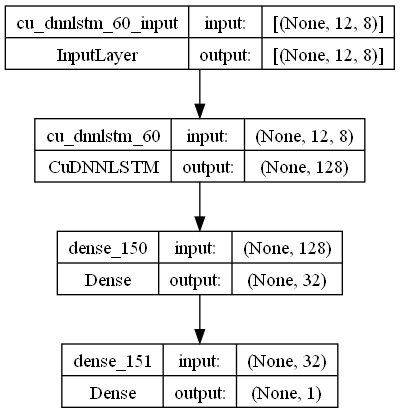 cu_dnnlstm_60_input input: [(None, 12, 8)]
InputLayer output: [(None, 12, 8)]
cu_dnnlstm_60 input: (None, 12, 8)
CuDNNLSTM output: (None, 128)
dense_150 input: (None, 128)
Dense output: (None, 32)
dense_151 input: (None, 32)
Dense output: (None, 1)